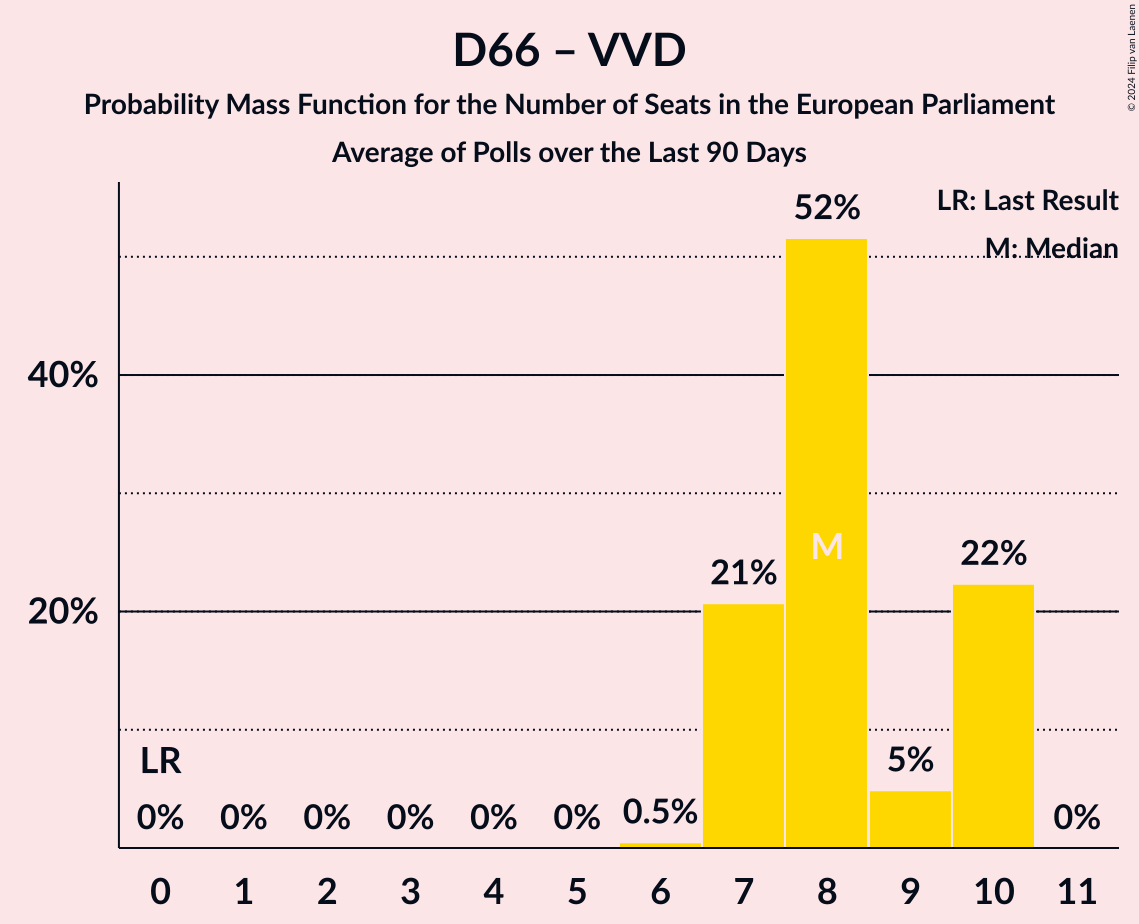 D66 – VVD
Probability Mass Function for the Number of Seats in the European Parliament
Average of Polls over the Last 90 Days
© 2024 Filip van Laenen
LR: Last Result
M: Median
52%
40%
M
21%
22%
20%
LR
5%
0% 0% 0% 0% 0% 0% 0.5% 0%
0 1 2 3 4 5 6 7 8 9 10 11